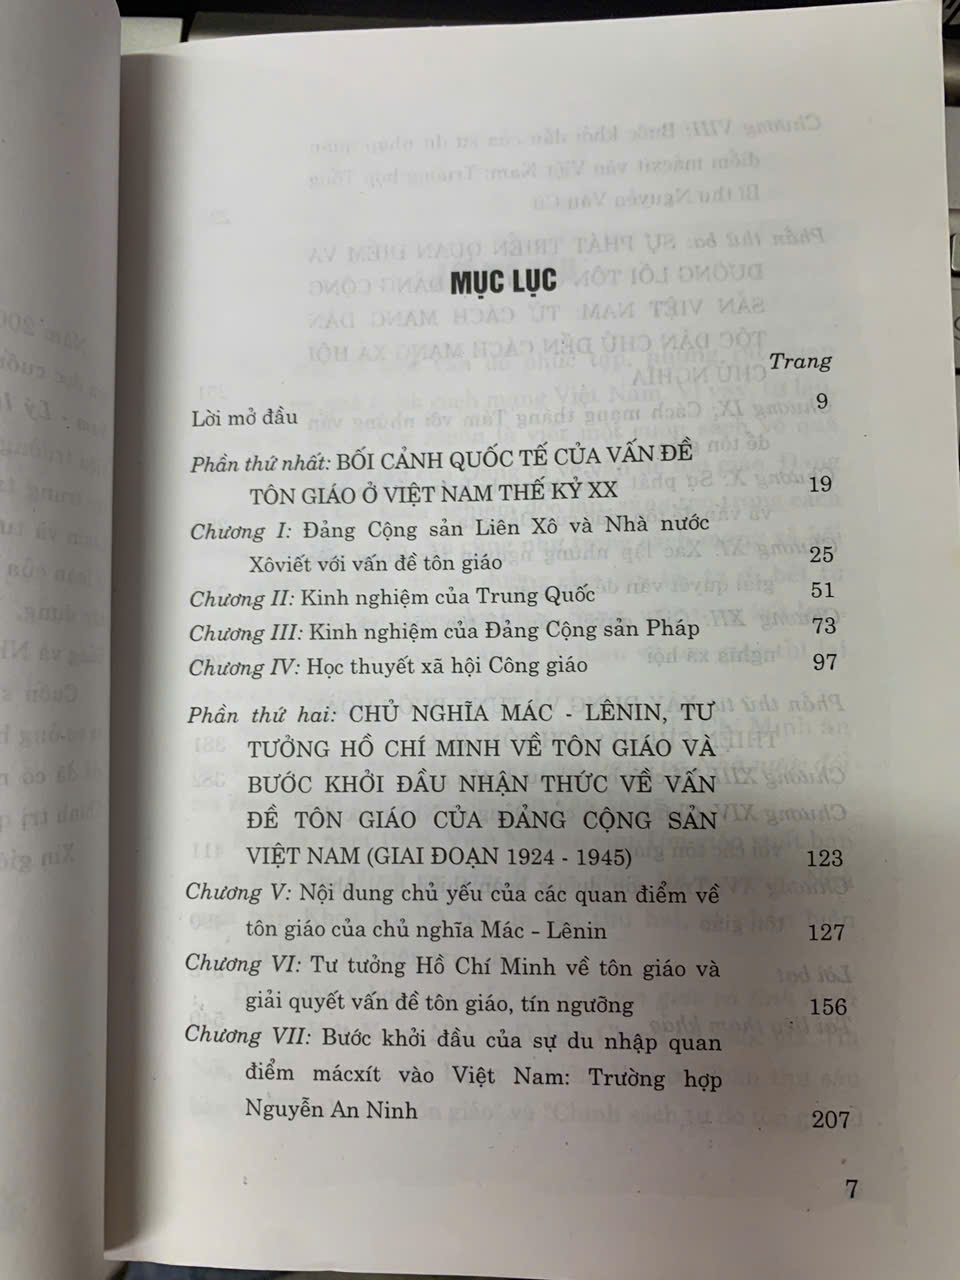 MỤC LỤC
Trang
Lời mở đầu 9
Phần thứ nhất: BỐI CẢNH QUỐC TẾ CỦA VẤN ĐỀ
TÔN GIÁO Ở VIỆT NAM THẾ KỶ XX 19
Chương I: Đảng Cộng sản Liên Xô và Nhà nước
Xôviết với vấn đề tôn giáo 25
Chương II: Kinh nghiệm của Trung Quốc 51
Chương III: Kinh nghiệm của Đảng Cộng sản Pháp 73
Chương IV: Học thuyết xã hội Công giáo 97
Phần thứ hai: CHỦ NGHĨA MÁC - LÊNIN, TƯ
TƯỞNG HỒ CHÍ MINH VỀ TÔN GIÁO VÀ
BƯỚC KHỞI ĐẦU NHẬN THỨC VỀ VẤN
ĐỀ TÔN GIÁO CỦA ĐẢNG CỘNG SẢN
VIỆT NAM (GIAI ĐOẠN 1924 - 1945) 123
Chương V: Nội dung chủ yếu của các quan điểm về
tôn giáo của chủ nghĩa Mác – Lênin 127
Chương VI: Tư tưởng Hồ Chí Minh về tôn giáo và
giải quyết vấn đề tôn giáo, tín ngưỡng 156
Chương VII: Bước khởi đầu của sự du nhập quan
điểm mácxít vào Việt Nam: Trường hợp
Nguyễn An Ninh 207
7